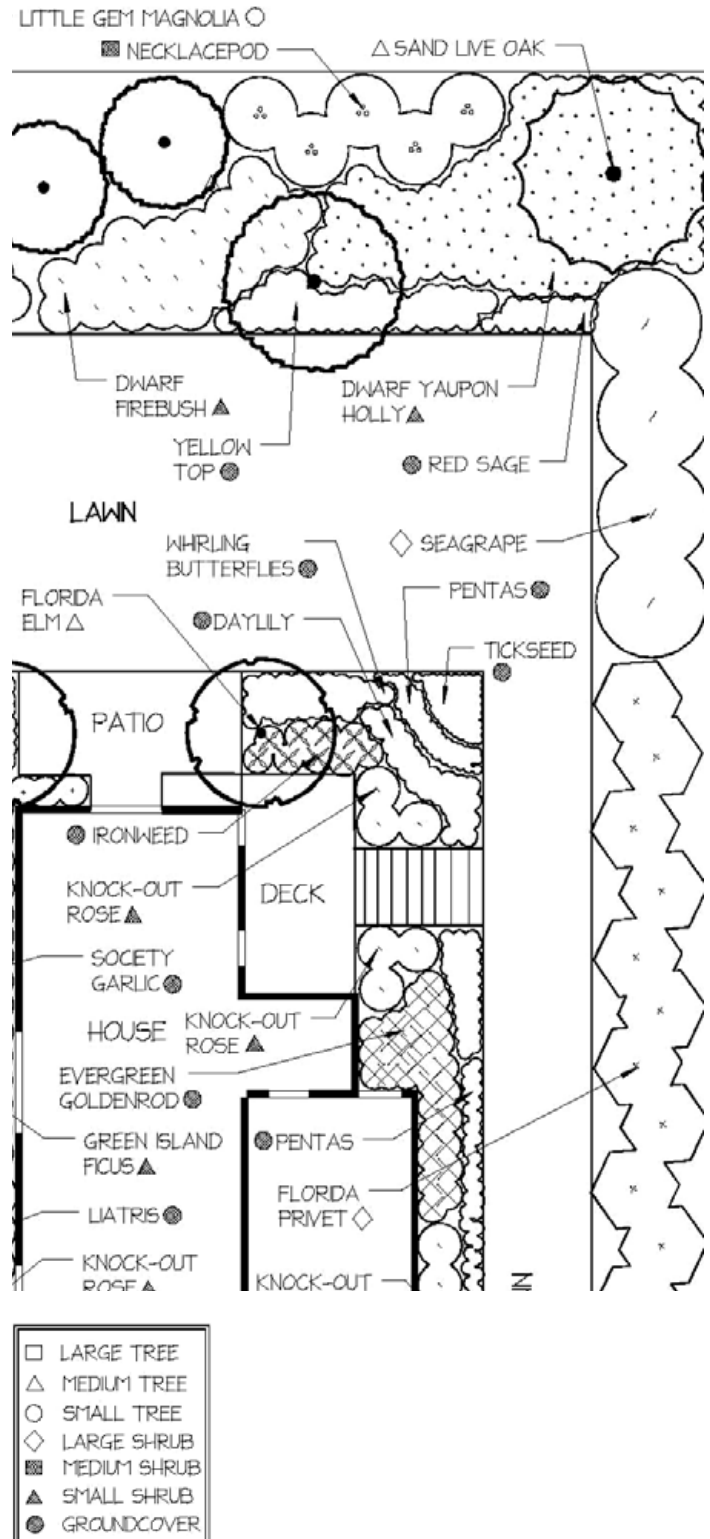 LITTLE GEM MAGNOLIA
NECKLACEPOD
SAND LIVE OAK
DWARF
FIREBUSH
DWARF YAUPON
HOLLY
YELLOW
TOP
RED SAGE
LAWN
WHIRLING
BUTTERFLIES
SEAGRAPE
PENTAS
FLORIDA
ELM
DAYLILY
TICKSEED
PATIO
IRONWEED
KNOCK-OUT
ROSE
DECK
SOCIETY
GARLIC
HOUSE
KNOCK-OUT
ROSE
EVERGREEN
GOLDENROD
GREEN ISLAND
FICUS
PENTAS
FLORIDA
PRIVET
LIATRIS
KNOCK-OUT
ROSE
KNOCK-OUT
LARGE TREE
MEDIUM TREE
SMALL TREE
LARGE SHRUB
MEDIUM SHRUB
SMALL SHRUB
GROUNDCOVER